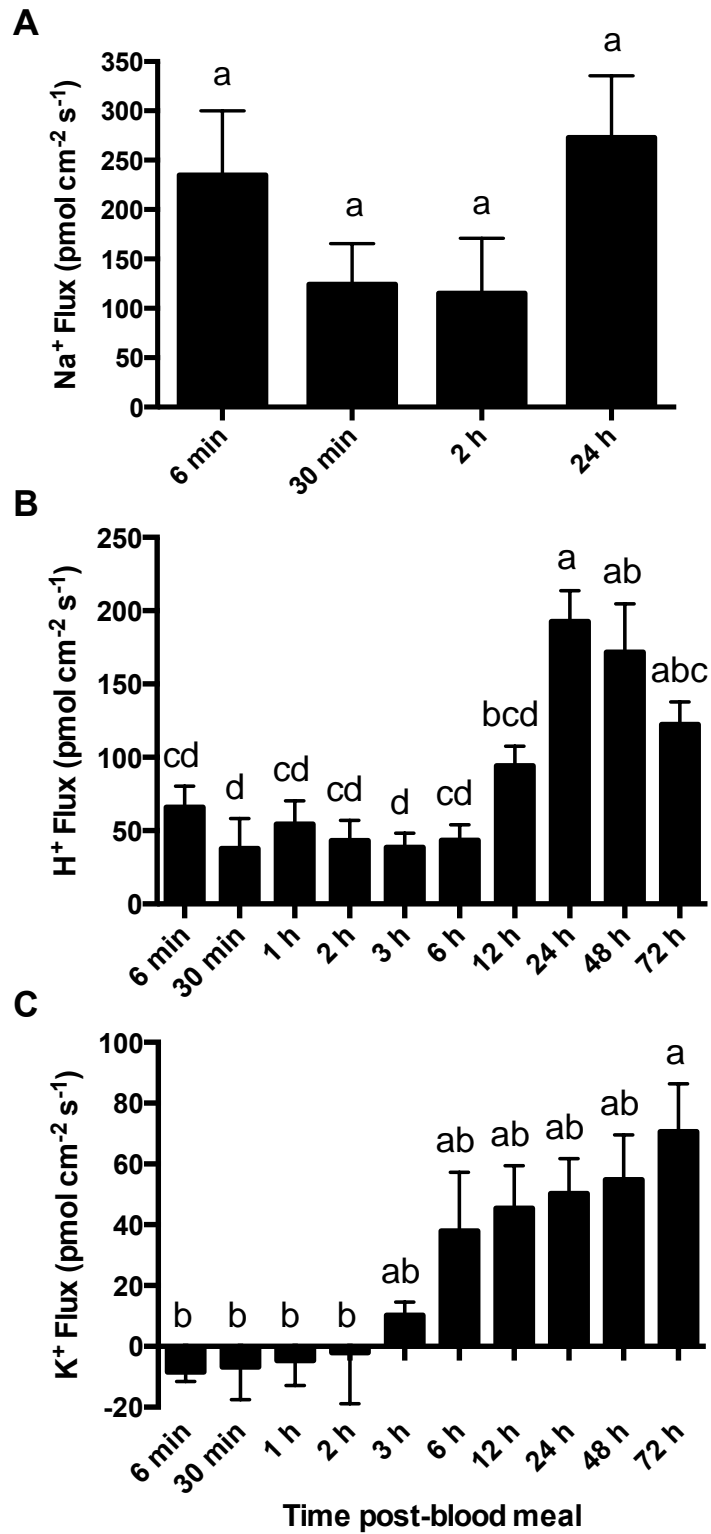 A
Na⁺ Flux (pmol cm⁻² s⁻¹)
350
300
250
200
150
100
50
0
a
a
a
a
6 min
30 min
2 h
24 h
B
H⁺ Flux (pmol cm⁻² s⁻¹)
250
200
150
100
50
0
cd
d
cd
cd
d
cd
bcd
a
ab
abc
6 min
30 min
1 h
2 h
3 h
6 h
12 h
24 h
48 h
72 h
C
K⁺ Flux (pmol cm⁻² s⁻¹)
100
80
60
40
20
0
-20
b
b
b
b
ab
ab
ab
ab
ab
a
6 min
30 min
1 h
2 h
3 h
6 h
12 h
24 h
48 h
72 h
Time post-blood meal